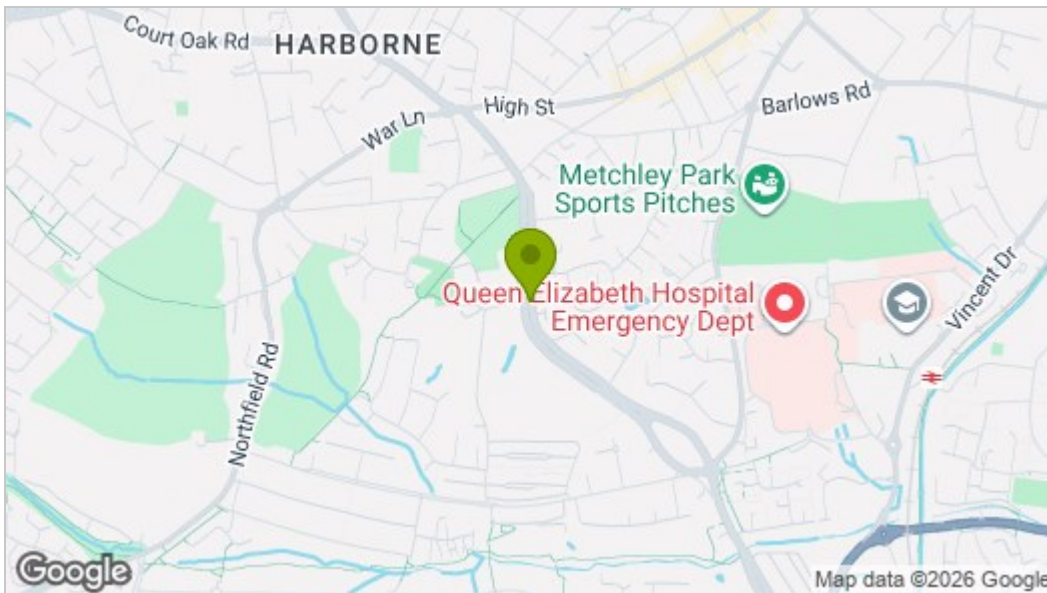 Court Oak Rd
HARBORNE
War Ln
High St
Barlows Rd
Metchley Park
Sports Pitches
Queen Elizabeth Hospital
Emergency Dept
Vincent Dr
Northfield Rd
Google
Map data ©2026 Google